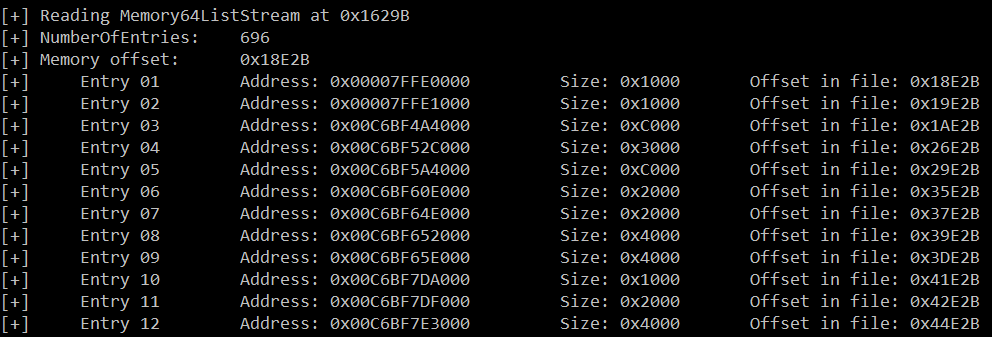 [+] Reading Memory64ListStream at 0x1629B
[+] NumberOfEntries: 696
[+] Memory offset: 0x18E2B
[+] Entry 01 Address: 0x00007FFE0000 Size: 0x1000 Offset in file: 0x18E2B
[+] Entry 02 Address: 0x00007FFE1000 Size: 0x1000 Offset in file: 0x19E2B
[+] Entry 03 Address: 0x00C6BF4A4000 Size: 0xC000 Offset in file: 0x1AE2B
[+] Entry 04 Address: 0x00C6BF52C000 Size: 0x3000 Offset in file: 0x26E2B
[+] Entry 05 Address: 0x00C6BF5A4000 Size: 0xC000 Offset in file: 0x29E2B
[+] Entry 06 Address: 0x00C6BF60E000 Size: 0x2000 Offset in file: 0x35E2B
[+] Entry 07 Address: 0x00C6BF64E000 Size: 0x2000 Offset in file: 0x37E2B
[+] Entry 08 Address: 0x00C6BF652000 Size: 0x4000 Offset in file: 0x39E2B
[+] Entry 09 Address: 0x00C6BF65E000 Size: 0x4000 Offset in file: 0x3DE2B
[+] Entry 10 Address: 0x00C6BF7DA000 Size: 0x1000 Offset in file: 0x41E2B
[+] Entry 11 Address: 0x00C6BF7DF000 Size: 0x2000 Offset in file: 0x42E2B
[+] Entry 12 Address: 0x00C6BF7E3000 Size: 0x4000 Offset in file: 0x44E2B